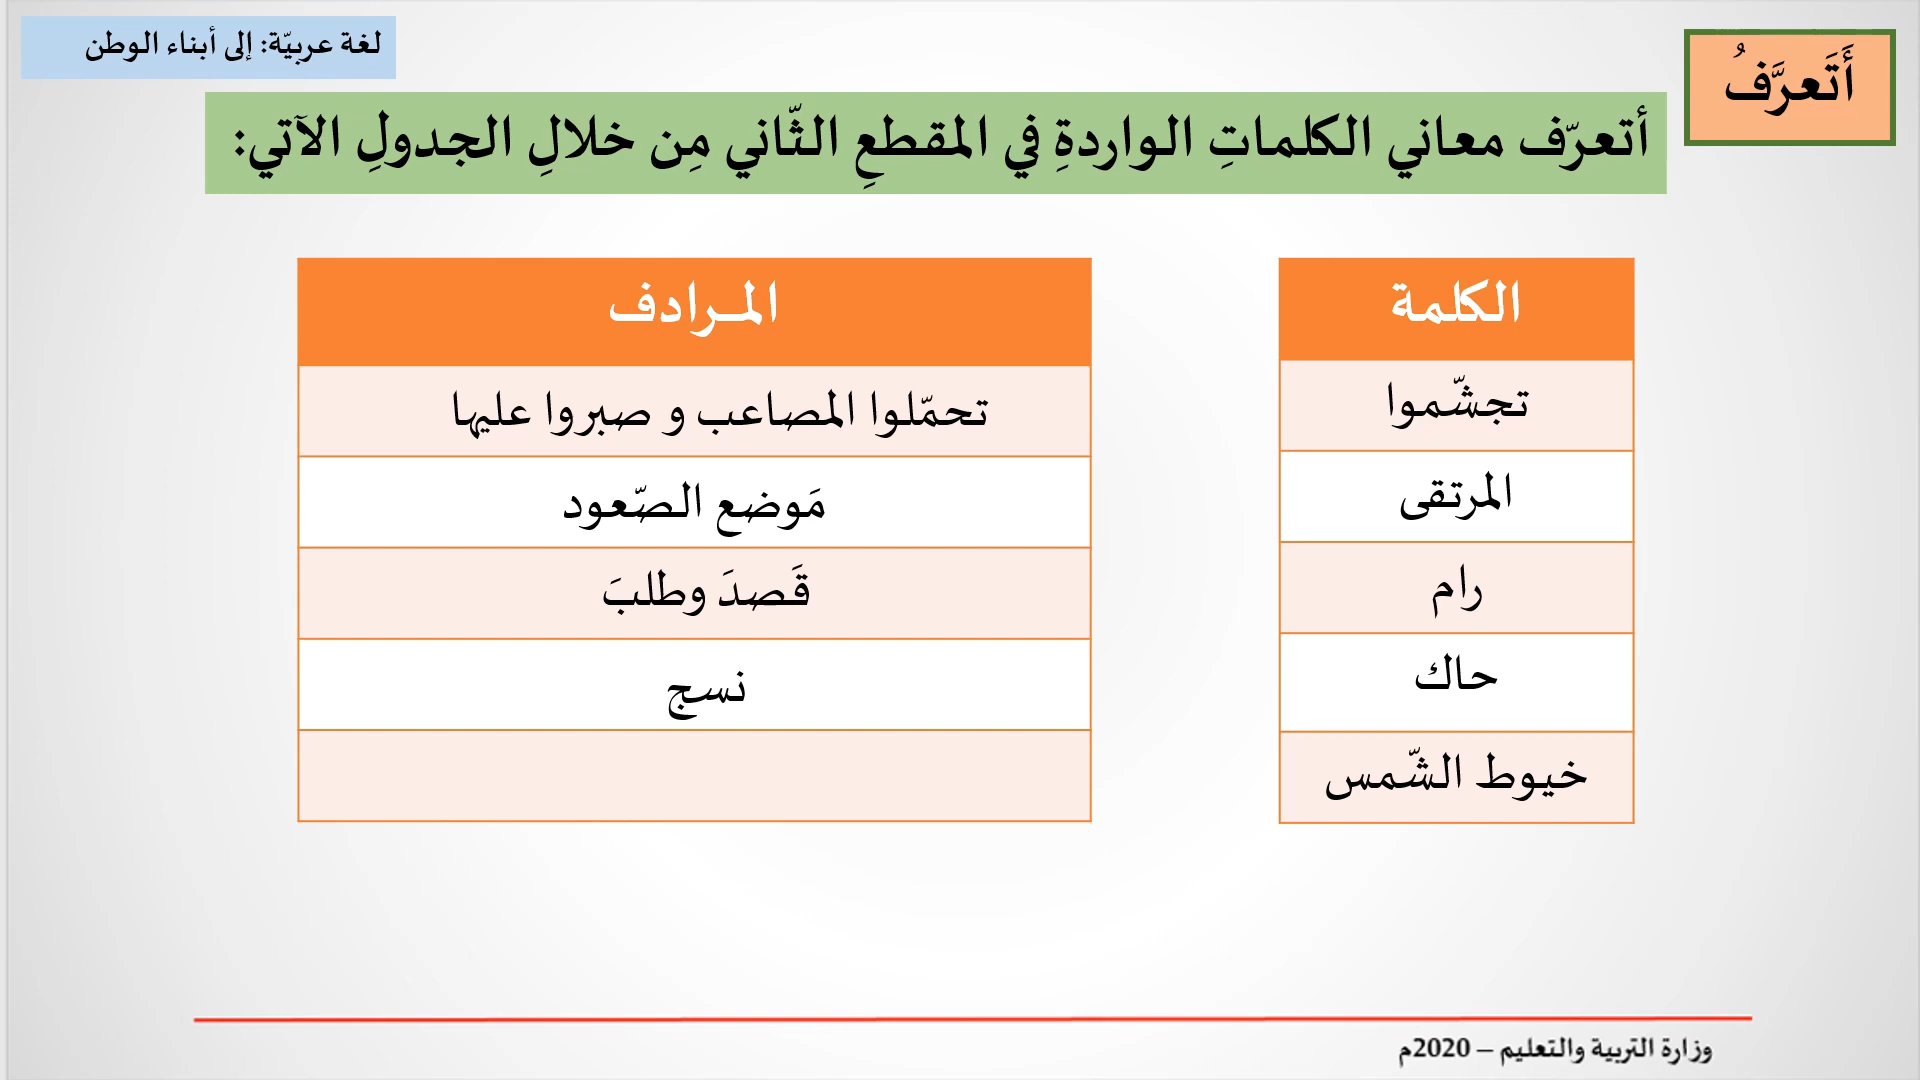 لغة عربيّة: إلى أبناء الوطن
أَتَعرَّفُ
أتعرّف معاني الكلماتِ الواردةِ في المقطعِ الثّاني مِن خلالِ الجدولِ الآتي:
الكلمة المـرادف
تجشّموا تحمّلوا المصاعب و صبروا عليها
المرتقى مَوضع الصّعود
رام قَصدَ وطلبَ
حاك نسج
خيوط الشّمس
وزارة التربية والتعليم – 2020م